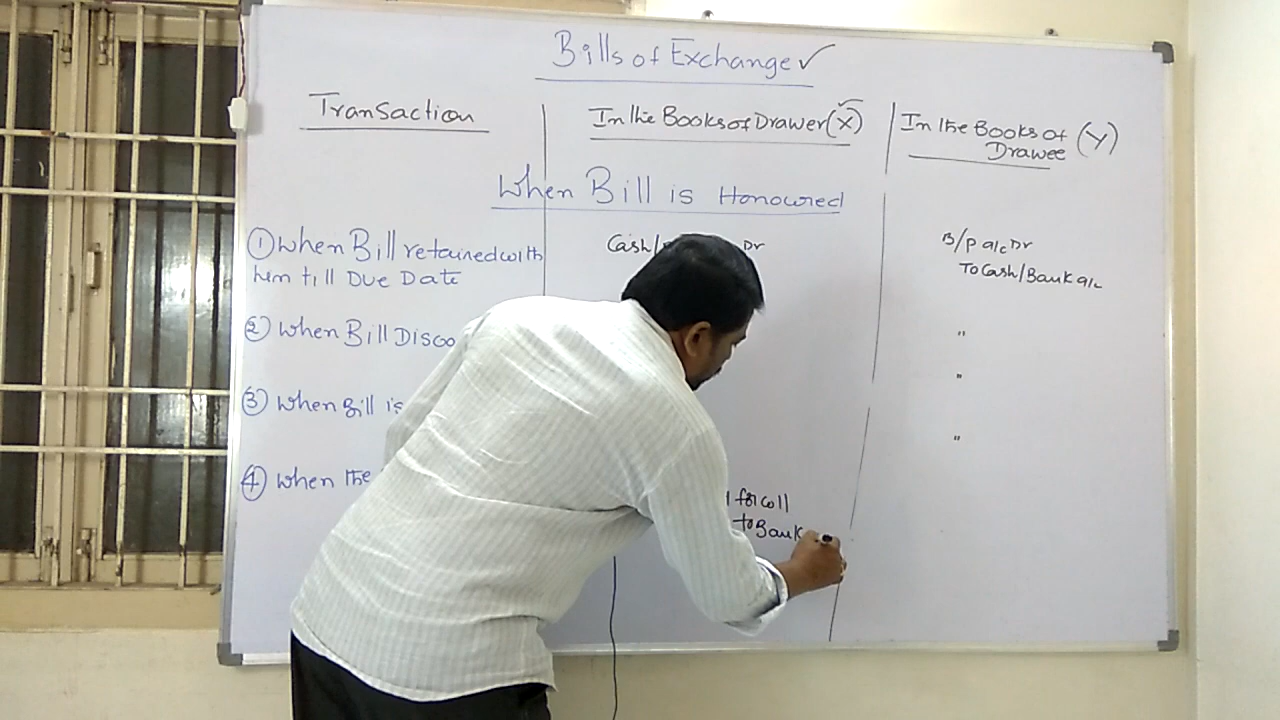 Bills of Exchange ✓
Transaction
In the Books of Drawer (X)
In the Books of Drawee (Y)
When Bill is Honoured
① When Bill retained with
him till Due Date
Cash/ Dr
B/P a/c Dr
To Cash/Bank a/c
② When Bill Disco
"
③ When Bill is
"
"
④ When the
for coll
to Bank